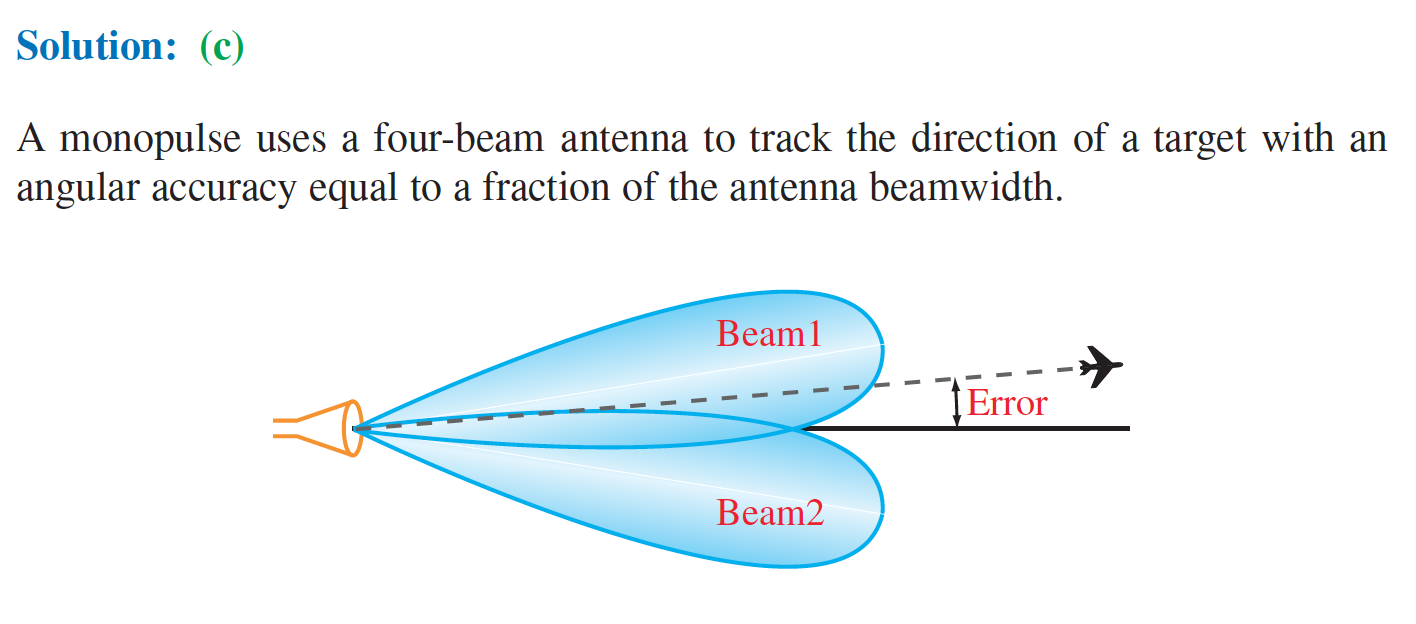 Solution: (c)
A monopulse uses a four-beam antenna to track the direction of a target with an
angular accuracy equal to a fraction of the antenna beamwidth.
Beam1
Error
Beam2